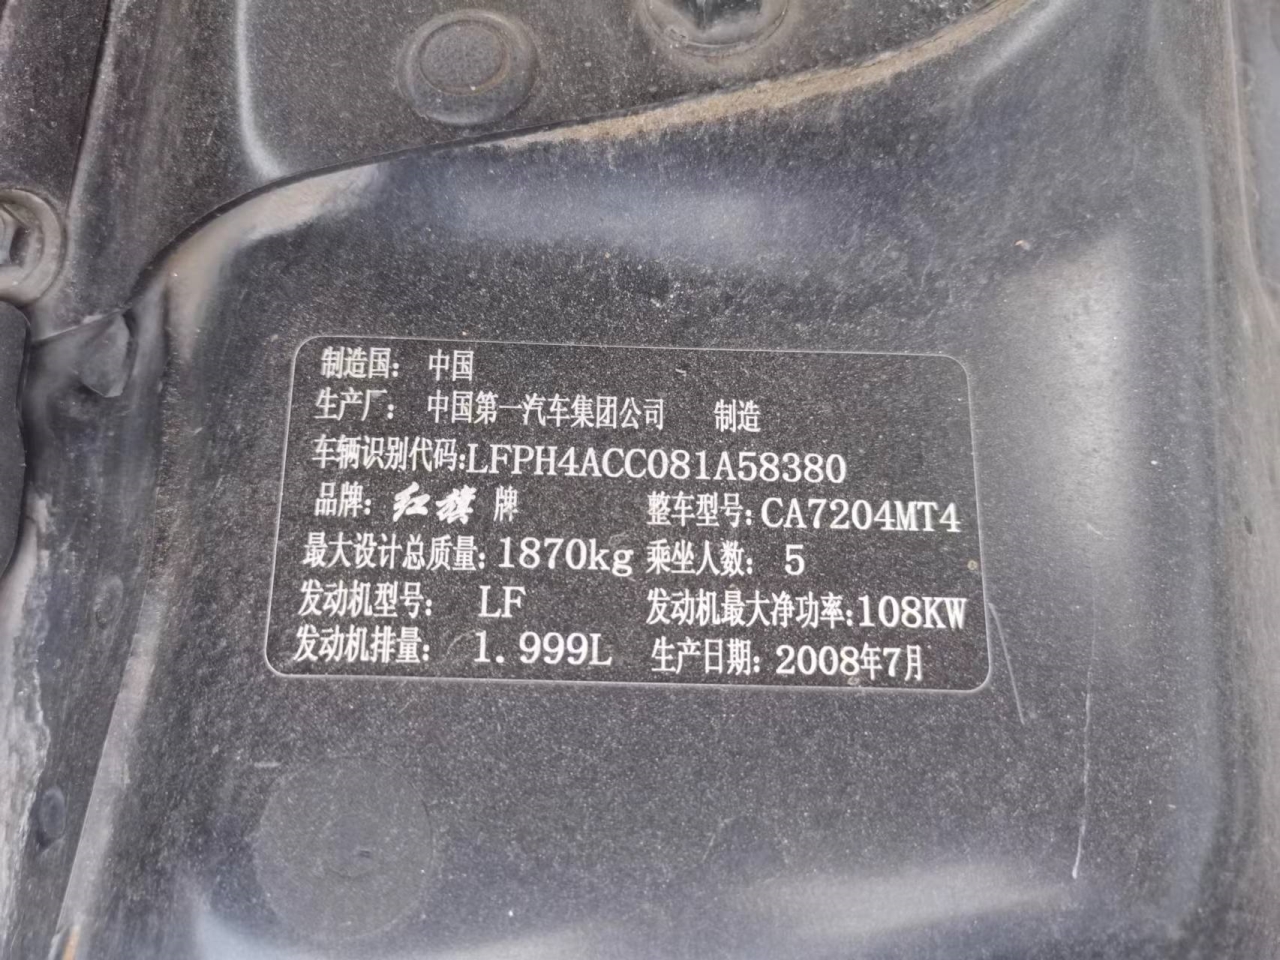 制造国： 中国
生产厂： 中国第一汽车集团公司 制造
车辆识别代码:LFPH4ACC081A58380
品牌: 红旗 牌 整车型号: CA7204MT4
最大设计总质量: 1870kg 乘坐人数: 5
发动机型号: LF 发动机最大净功率:108KW
发动机排量: 1.999L 生产日期: 2008年7月